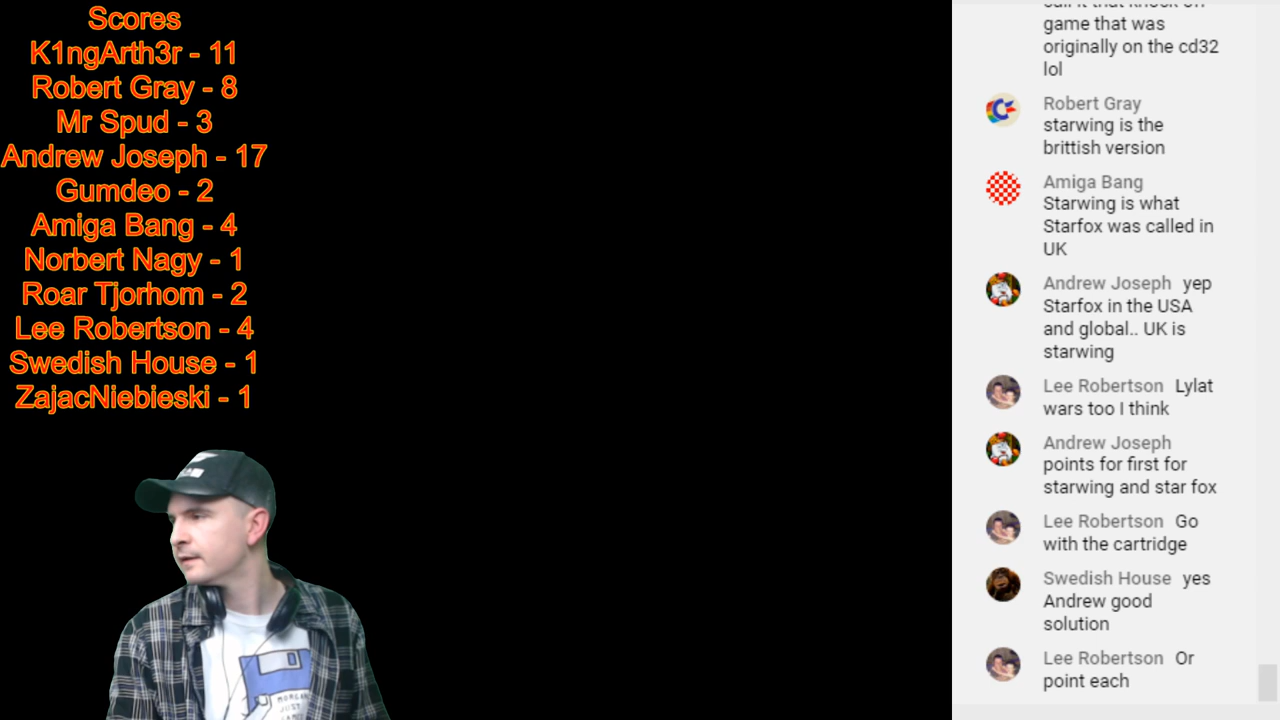 Scores
K1ngArth3r - 11
Robert Gray - 8
Mr Spud - 3
Andrew Joseph - 17
Gumdeo - 2
Amiga Bang - 4
Norbert Nagy - 1
Roar Tjorhom - 2
Lee Robertson - 4
Swedish House - 1
ZajacNiebieski - 1
MORGAN
JUST
game that was
originally on the cd32
lol
Robert Gray
starwing is the
brittish version
Amiga Bang
Starwing is what
Starfox was called in
UK
Andrew Joseph yep
Starfox in the USA
and global.. UK is
starwing
Lee Robertson Lylat
wars too I think
Andrew Joseph
points for first for
starwing and star fox
Lee Robertson Go
with the cartridge
Swedish House yes
Andrew good
solution
Lee Robertson Or
point each